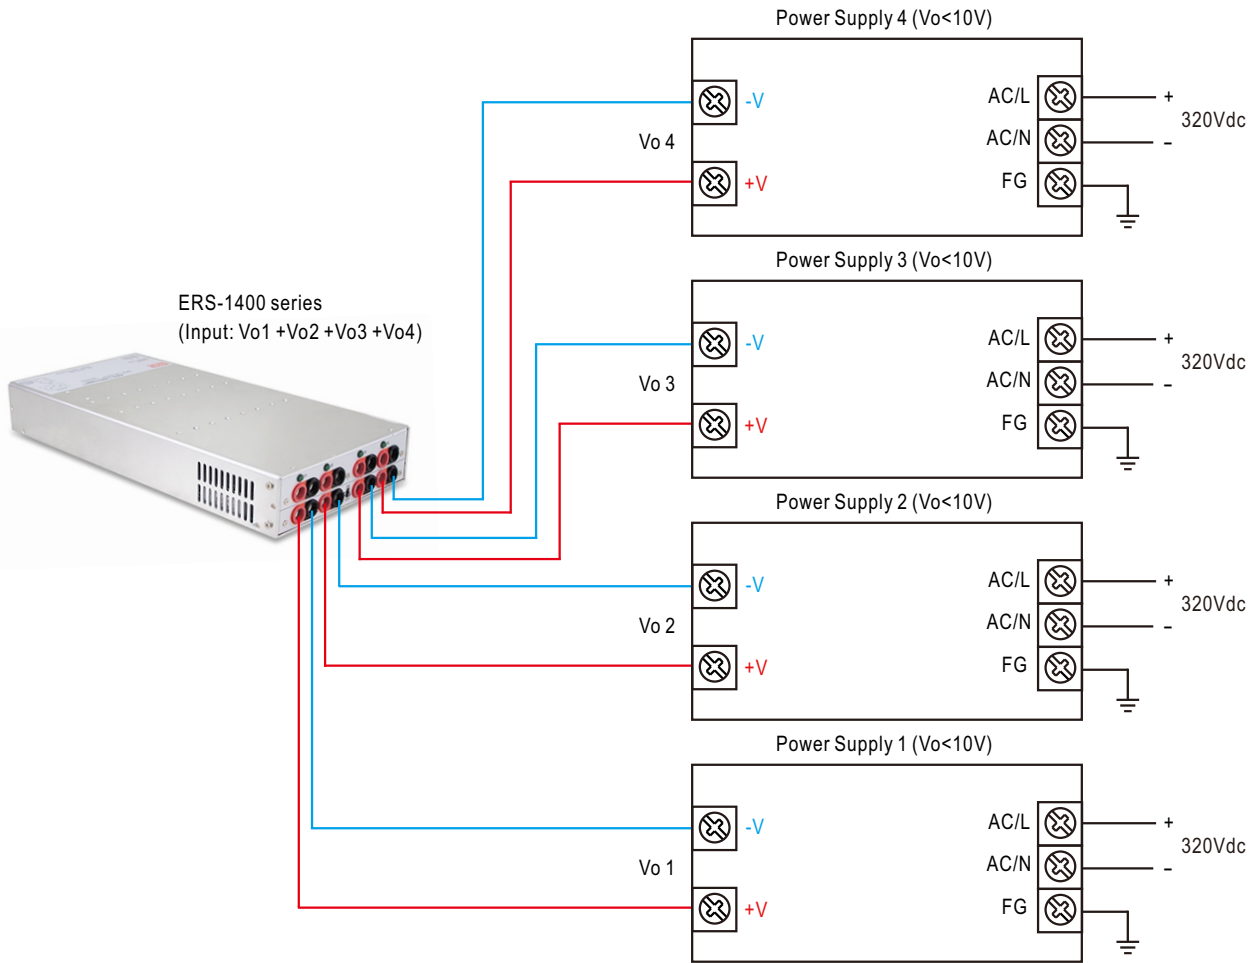 Power Supply 4 (Vo<10V)
-V
AC/L
+
320Vdc
AC/N
-
Vo 4
+V
FG
Power Supply 3 (Vo<10V)
ERS-1400 series
(Input: Vo1 +Vo2 +Vo3 +Vo4)
-V
AC/L
+
320Vdc
AC/N
-
Vo 3
+V
FG
Power Supply 2 (Vo<10V)
-V
AC/L
+
320Vdc
AC/N
-
Vo 2
+V
FG
Power Supply 1 (Vo<10V)
-V
AC/L
+
320Vdc
AC/N
-
Vo 1
+V
FG